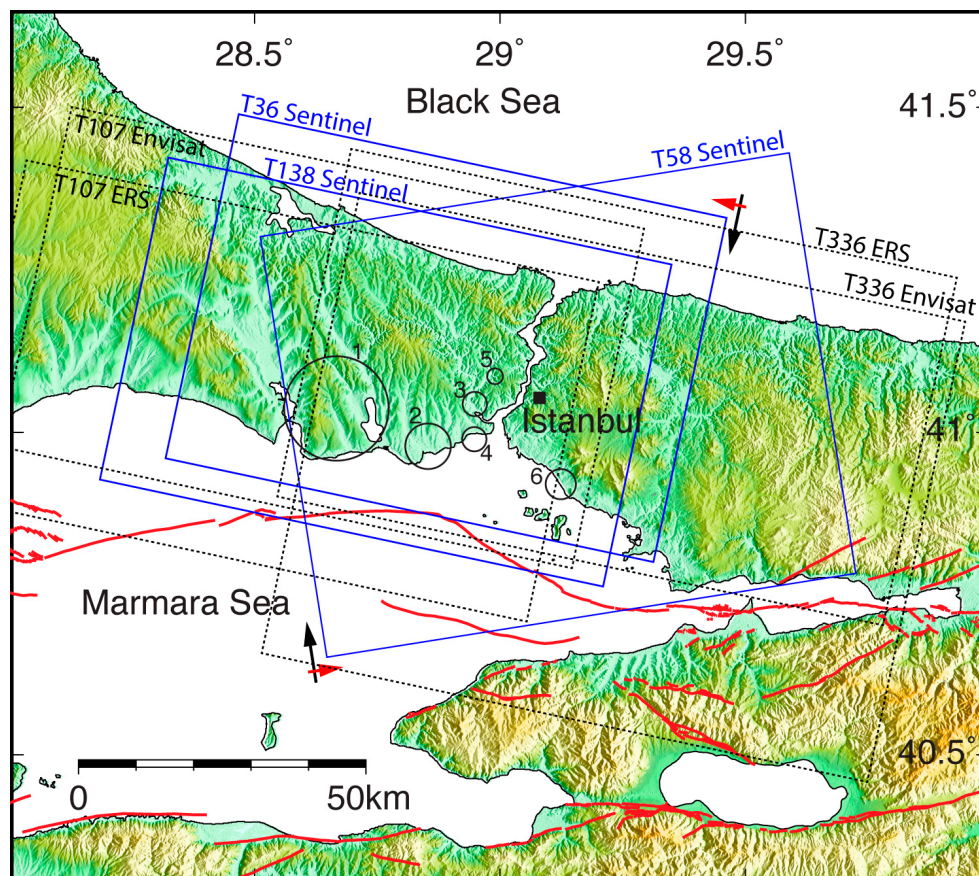 28.5°
29°
29.5°
Black Sea
41.5°
T36 Sentinel
T107 Envisat
T58 Sentinel
T138 Sentinel
T107 ERS
T336 ERS
T336 Envisat
1
5
3
Istanbul
2
41°
4
6
Marmara Sea
40.5°
0
50km